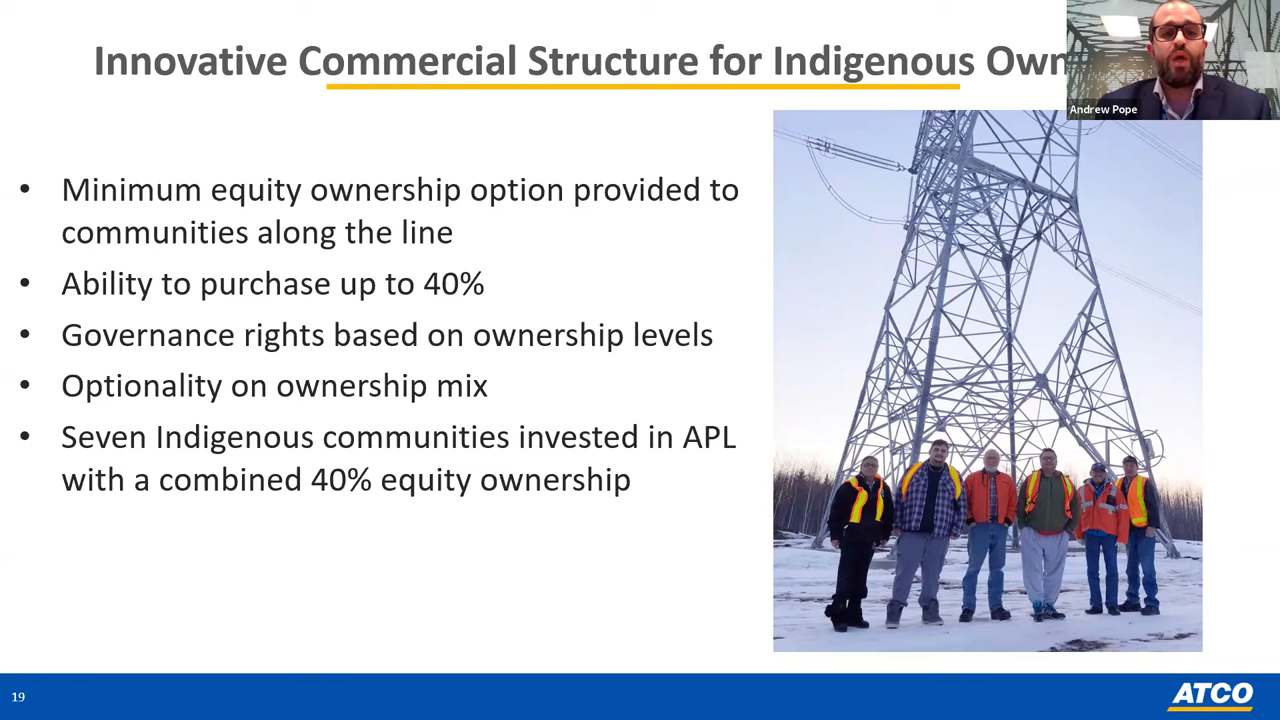 Innovative Commercial Structure for Indigenous Own
Andrew Pope
• Minimum equity ownership option provided to
communities along the line
• Ability to purchase up to 40%
• Governance rights based on ownership levels
• Optionality on ownership mix
• Seven Indigenous communities invested in APL
with a combined 40% equity ownership
19
ATCO